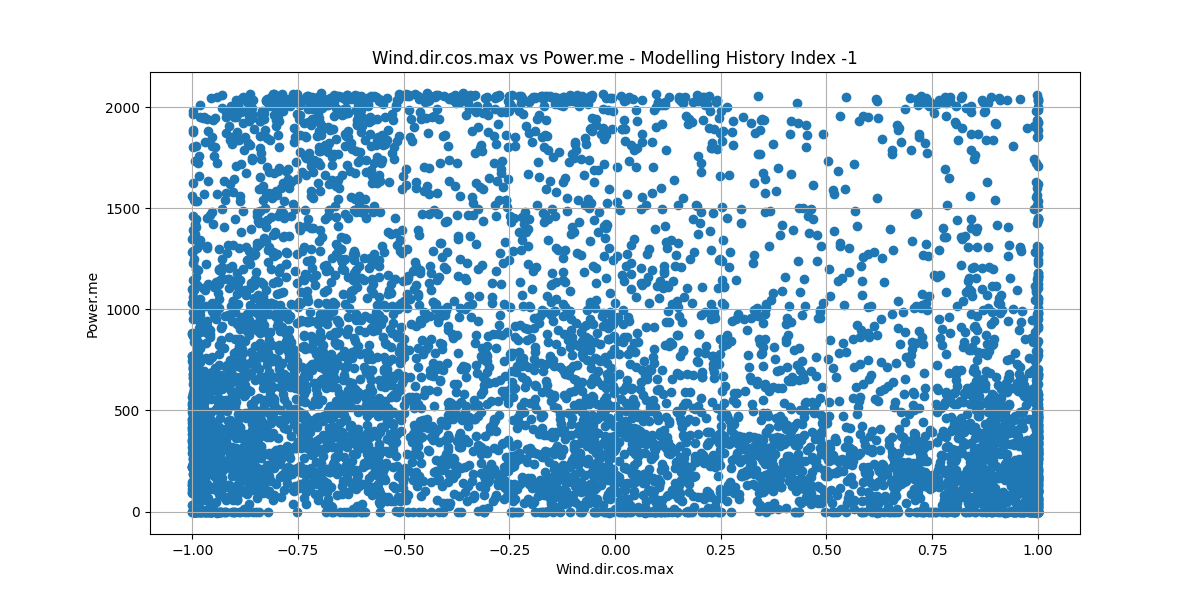 Wind.dir.cos.max vs Power.me - Modelling History Index -1
Power.me
2000
1500
1000
500
0
−1.00 −0.75 −0.50 −0.25 0.00 0.25 0.50 0.75 1.00
Wind.dir.cos.max